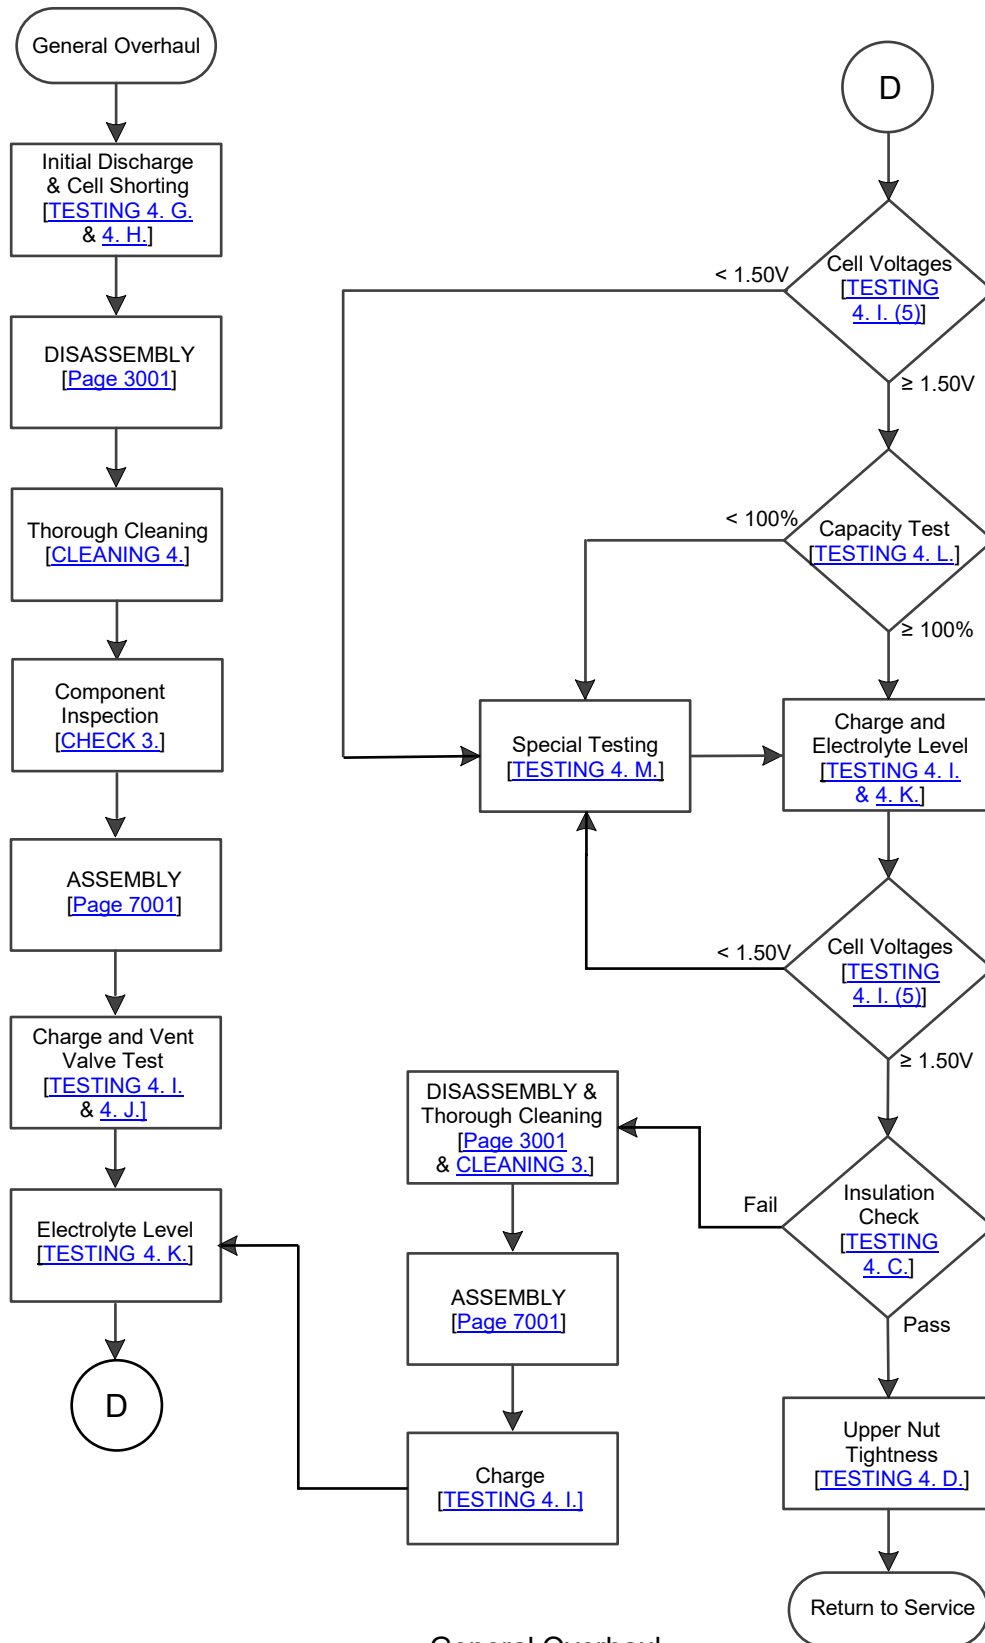 General Overhaul
Initial Discharge
& Cell Shorting
[TESTING 4. G.
& 4. H.]
DISASSEMBLY
[Page 3001]
Thorough Cleaning
[CLEANING 4.]
Component
Inspection
[CHECK 3.]
ASSEMBLY
[Page 7001]
Charge and Vent
Valve Test
[TESTING 4. I.
& 4. J.]
Electrolyte Level
[TESTING 4. K.]
D
D
Cell Voltages
[TESTING
4. I. (5)]
< 1.50V
≥ 1.50V
Capacity Test
[TESTING 4. L.]
< 100%
≥ 100%
Special Testing
[TESTING 4. M.]
Charge and
Electrolyte Level
[TESTING 4. I.
& 4. K.]
Cell Voltages
[TESTING
4. I. (5)]
< 1.50V
≥ 1.50V
Insulation
Check
[TESTING
4. C.]
Fail
Pass
DISASSEMBLY &
Thorough Cleaning
[Page 3001
& CLEANING 3.]
ASSEMBLY
[Page 7001]
Charge
[TESTING 4. I.]
Upper Nut
Tightness
[TESTING 4. D.]
Return to Service
General Overhaul